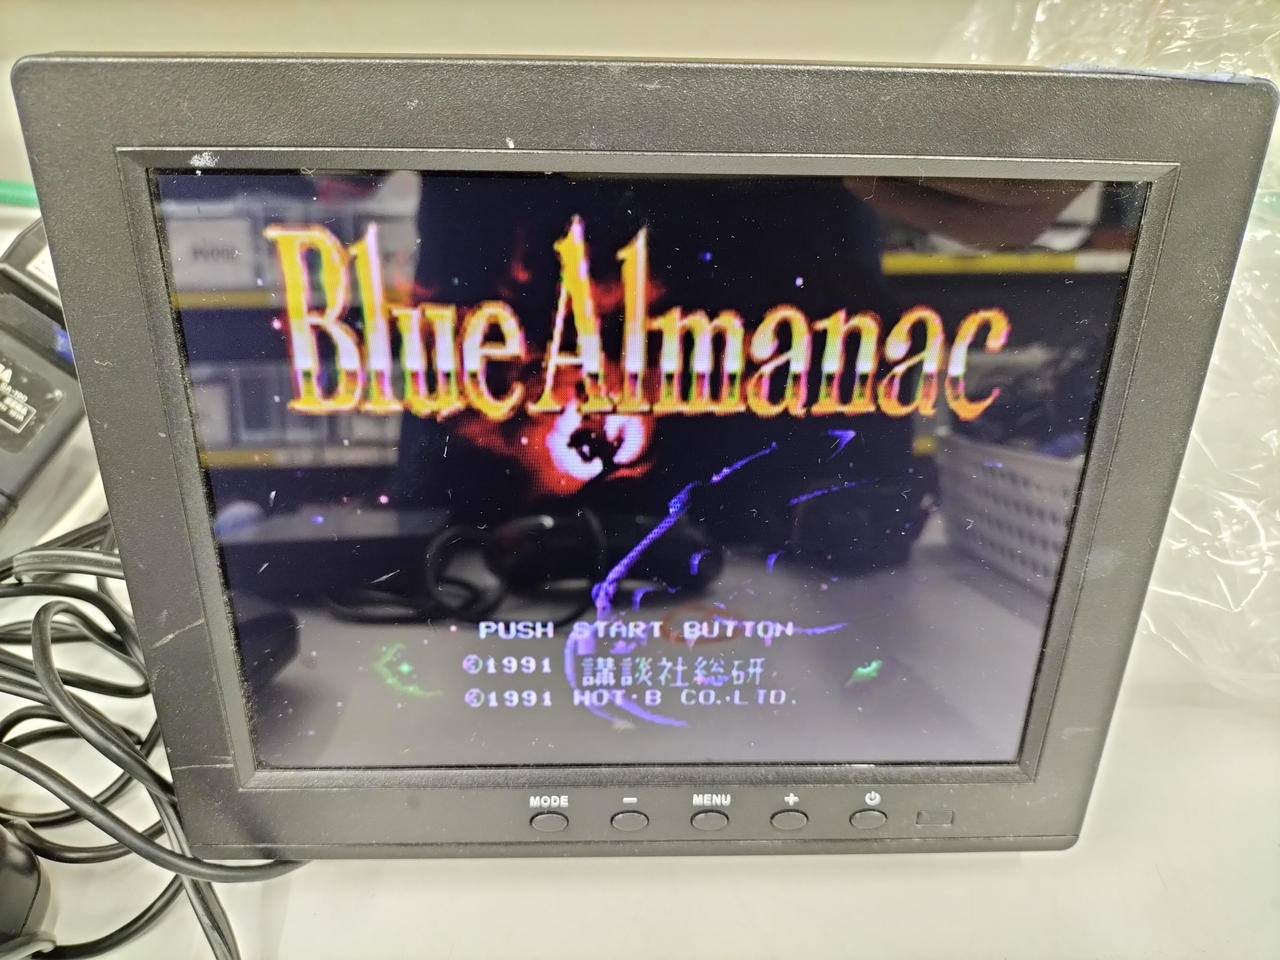 Blue Almanac
PUSH START BUTTON
©1991 講談社総研
©1991 HOT・B CO.,LTD.
MODE − MENU +